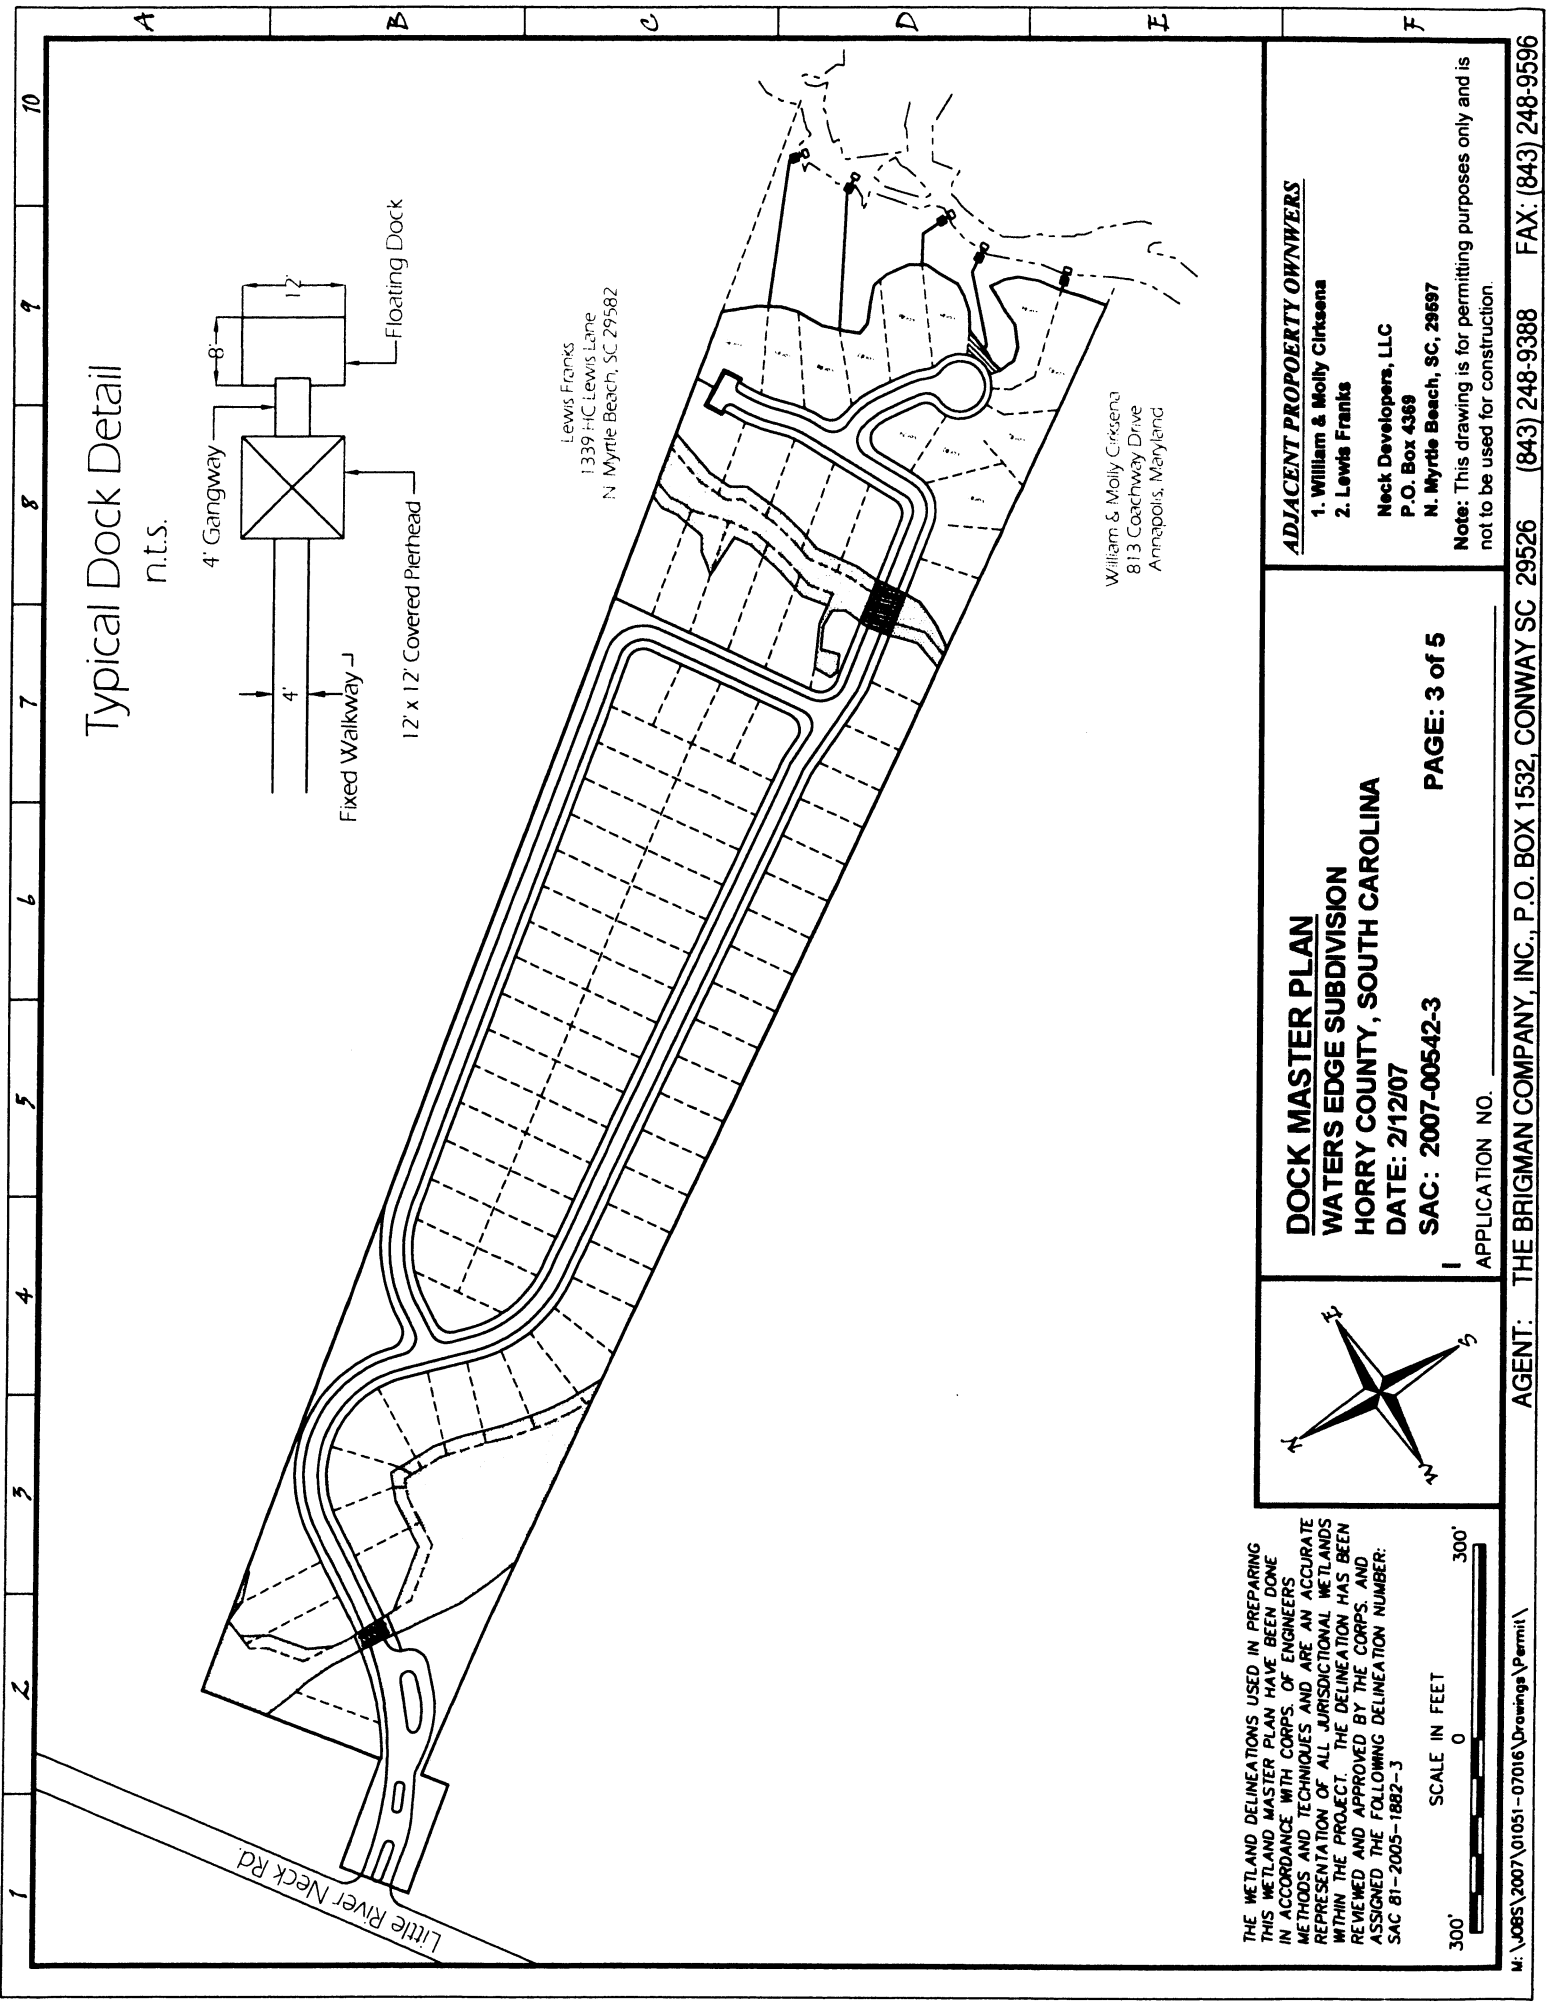 1 2 3 4 5 6 7 8 9 10
A
B
C
D
E
F
Typical Dock Detail
n.t.s.
4' Gangway
8'
12'
4'
Fixed Walkway
12' x 12' Covered Pierhead
Floating Dock
Lewis Franks
1339 HC Lewis Lane
N Myrtle Beach, SC 29582
William & Molly Cirksena
813 Coachway Drive
Annapolis, Maryland
Little River Neck Rd.
THE WETLAND DELINEATIONS USED IN PREPARING
THIS WETLAND MASTER PLAN HAVE BEEN DONE
IN ACCORDANCE WITH CORPS. OF ENGINEERS
METHODS AND TECHNIQUES AND ARE AN ACCURATE
REPRESENTATION OF ALL JURISDICTIONAL WETLANDS
WITHIN THE PROJECT. THE DELINEATION HAS BEEN
REVIEWED AND APPROVED BY THE CORPS. AND
ASSIGNED THE FOLLOWING DELINEATION NUMBER:
SAC 81-2005-1882-3
SCALE IN FEET
300' 0 300'
N
E
S
W
DOCK MASTER PLAN
WATERS EDGE SUBDIVISION
HORRY COUNTY, SOUTH CAROLINA
DATE: 2/12/07
SAC: 2007-00542-3 PAGE: 3 of 5
APPLICATION NO.
ADJACENT PROPOERTY OWNWERS
1. William & Molly Cirksena
2. Lewis Franks
Neck Developers, LLC
P.O. Box 4369
N. Myrtle Beach, SC, 29597
Note: This drawing is for permitting purposes only and is
not to be used for construction.
M: \JOBS\2007\01051-07016\Drawings\Permit\
AGENT: THE BRIGMAN COMPANY, INC., P.O. BOX 1532, CONWAY SC 29526 (843) 248-9388 FAX: (843) 248-9596